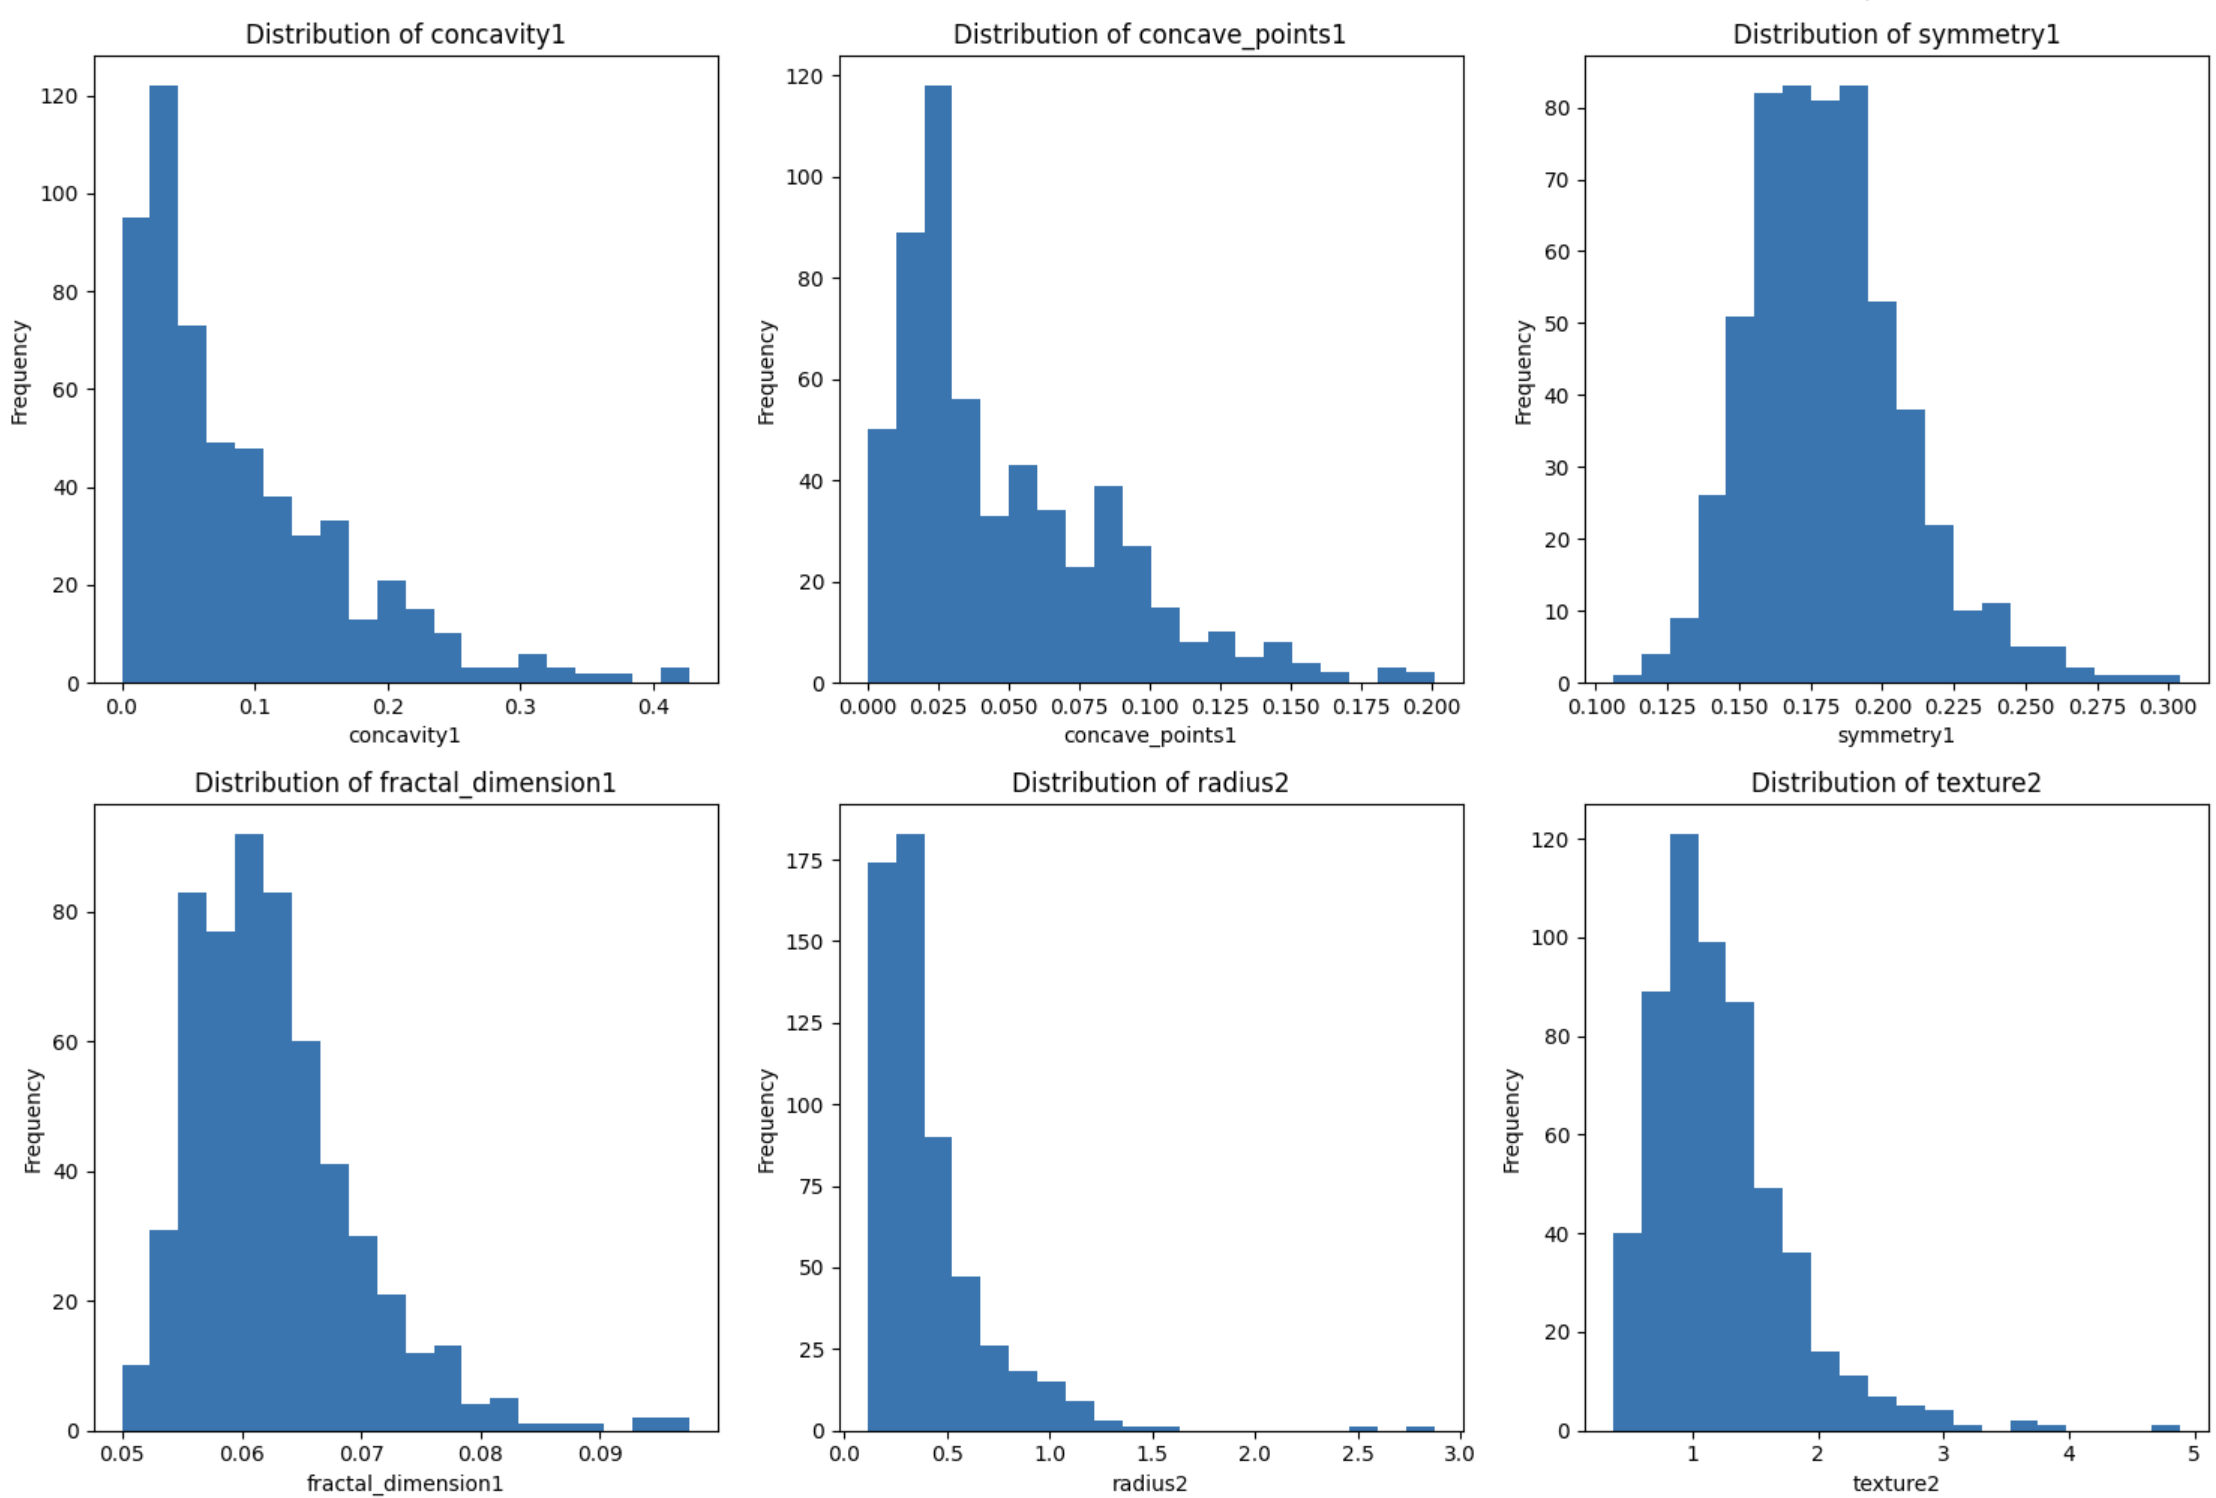 Distribution of concavity1
Frequency
120
100
80
60
40
20
0
0.0 0.1 0.2 0.3 0.4
concavity1
Distribution of concave_points1
Frequency
120
100
80
60
40
20
0
0.000 0.025 0.050 0.075 0.100 0.125 0.150 0.175 0.200
concave_points1
Distribution of symmetry1
Frequency
80
70
60
50
40
30
20
10
0
0.100 0.125 0.150 0.175 0.200 0.225 0.250 0.275 0.300
symmetry1
Distribution of fractal_dimension1
Frequency
80
60
40
20
0
0.05 0.06 0.07 0.08 0.09
fractal_dimension1
Distribution of radius2
Frequency
175
150
125
100
75
50
25
0
0.0 0.5 1.0 1.5 2.0 2.5 3.0
radius2
Distribution of texture2
Frequency
120
100
80
60
40
20
0
1 2 3 4 5
texture2